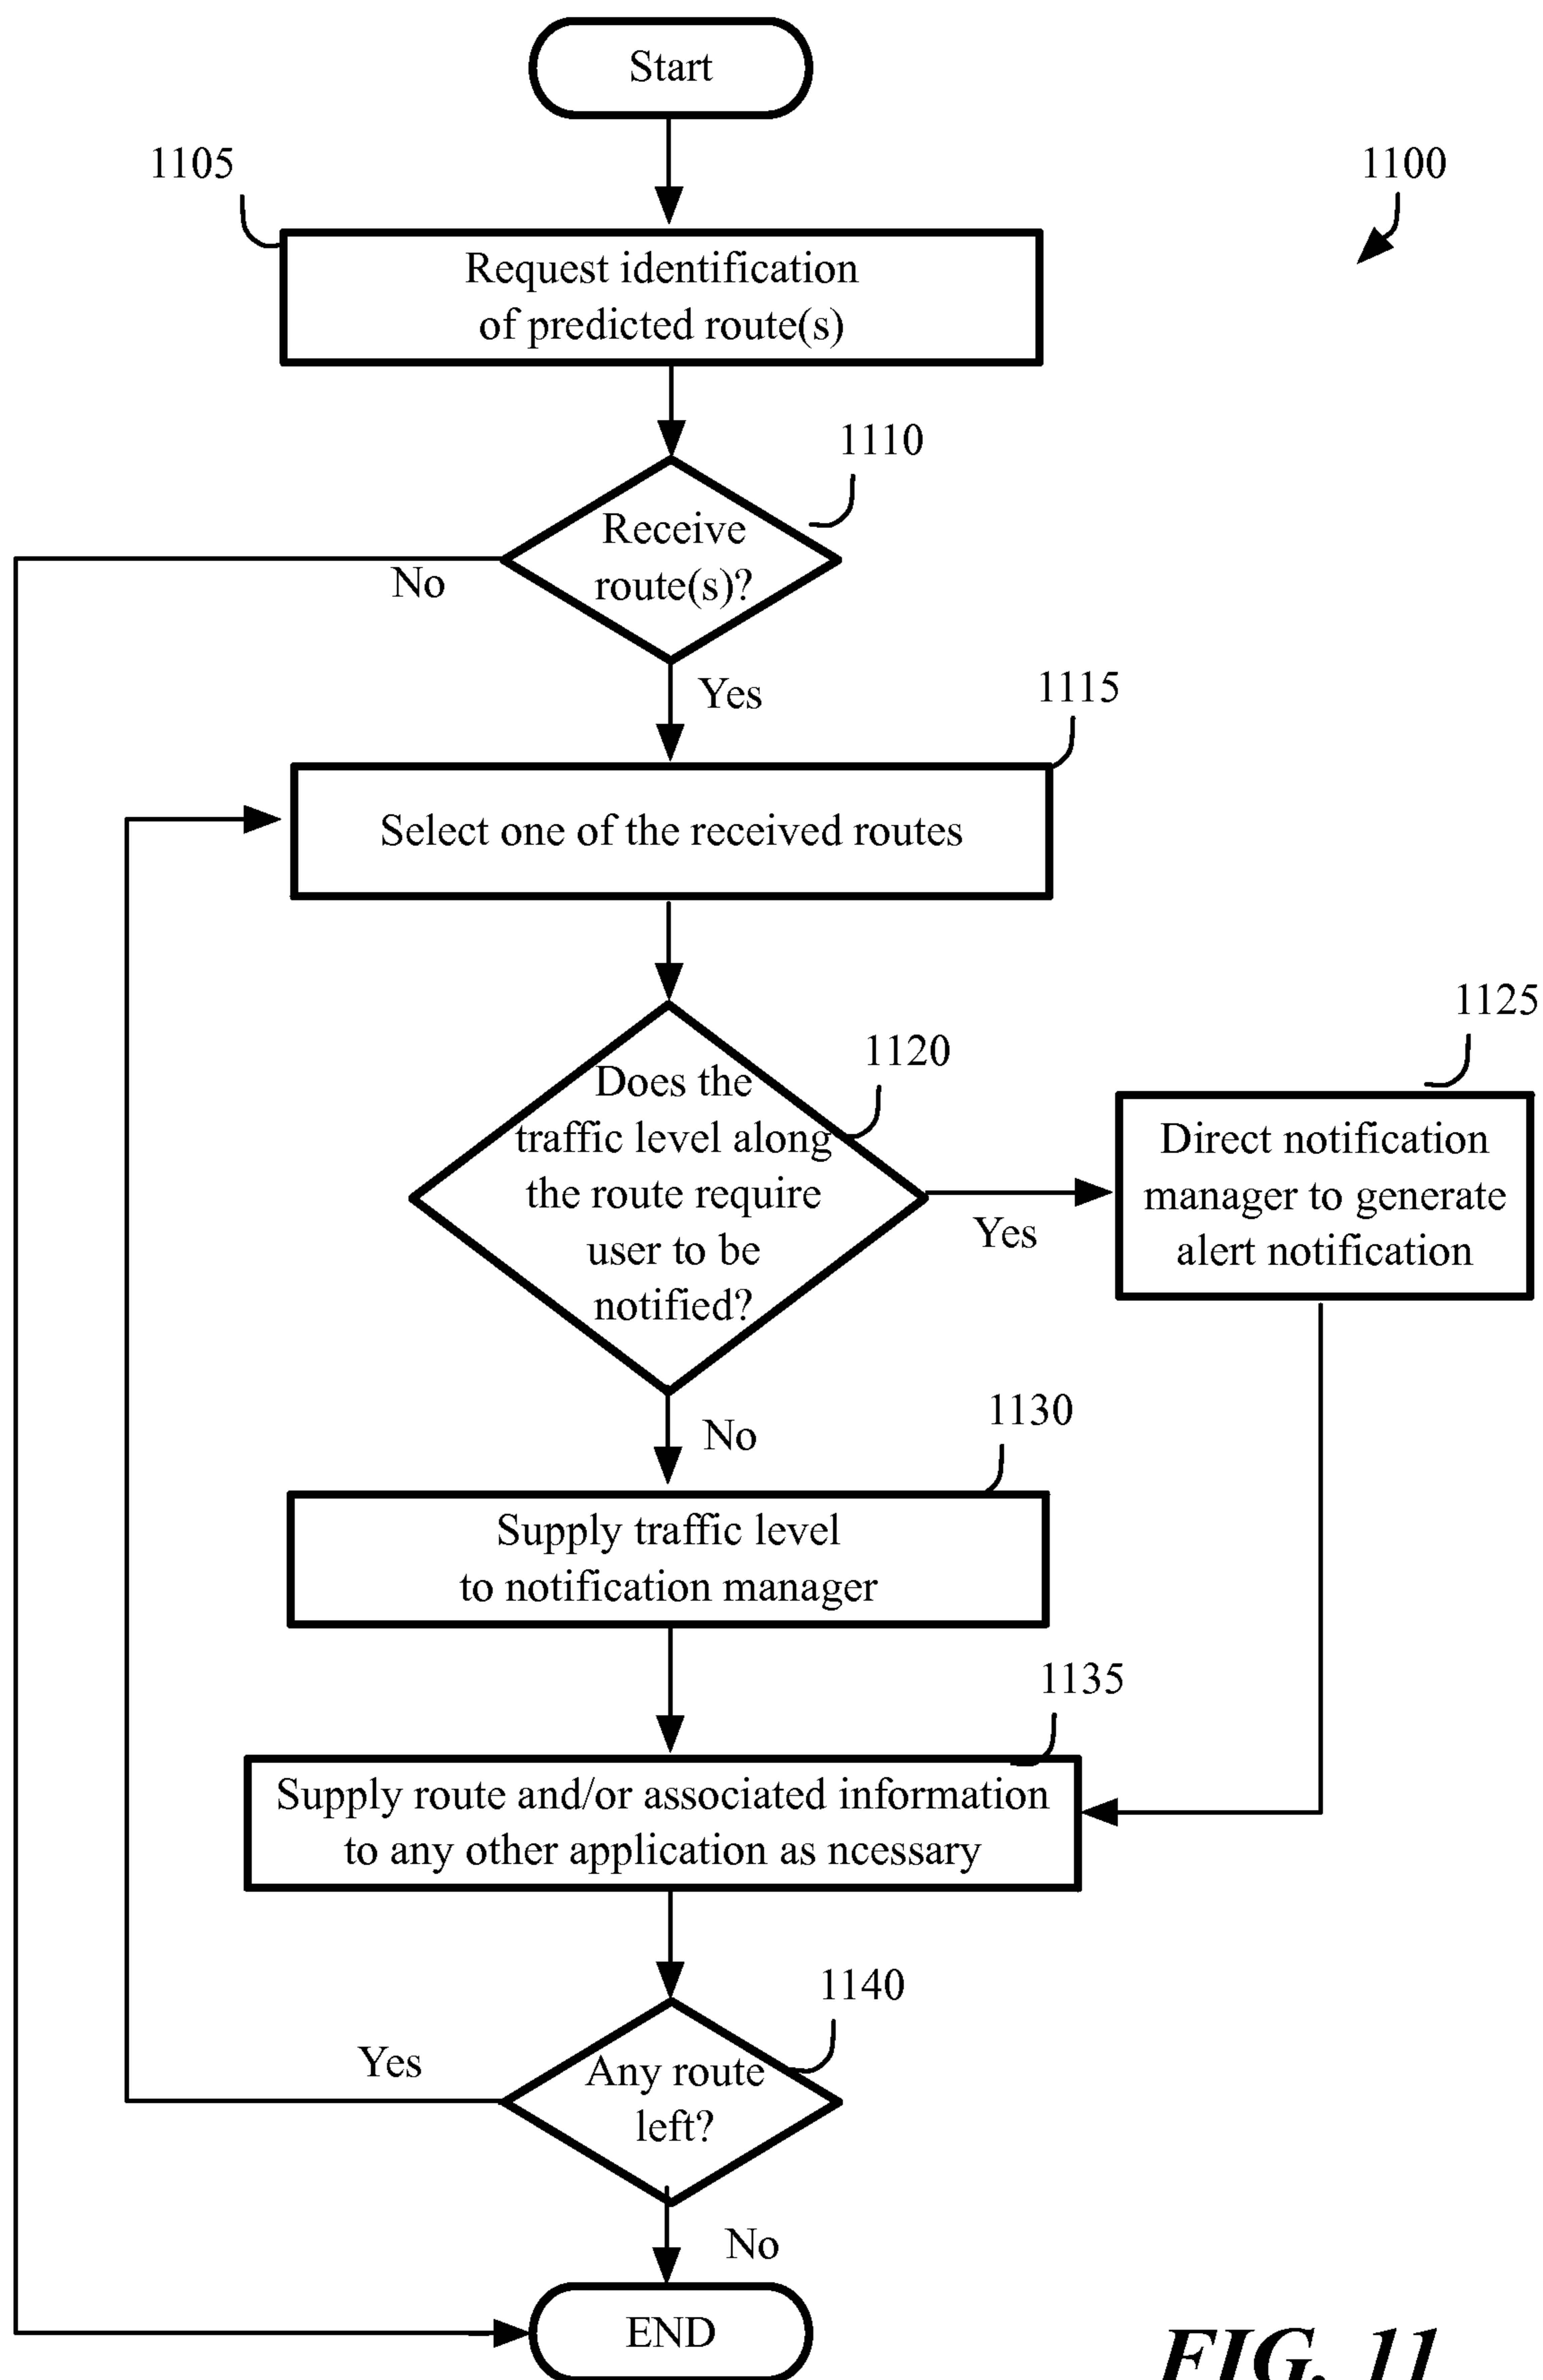 Start
1105
1100
Request identification
of predicted route(s)
1110
Receive
route(s)?
No
Yes
1115
Select one of the received routes
1125
1120
Does the
traffic level along
the route require
user to be
notified?
Yes
Direct notification
manager to generate
alert notification
No
1130
Supply traffic level
to notification manager
1135
Supply route and/or associated information
to any other application as ncessary
1140
Yes
Any route
left?
No
END
FIG. 11